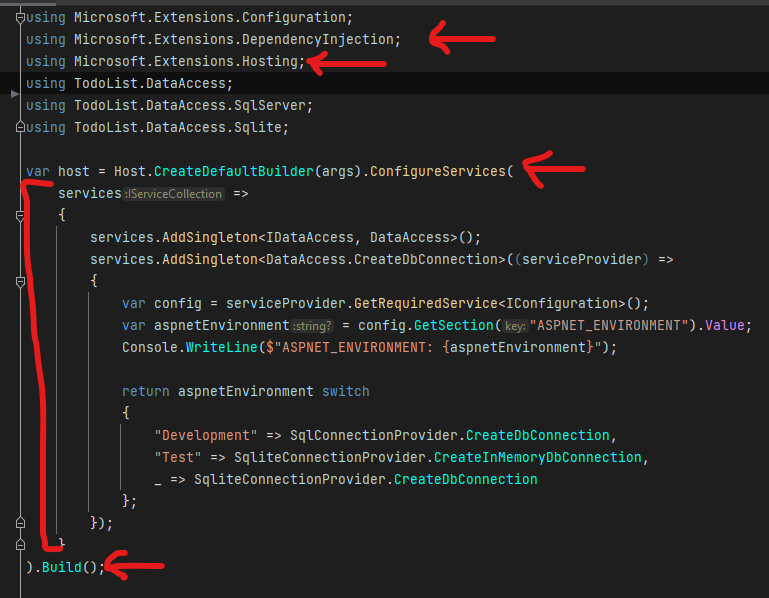 using Microsoft.Extensions.Configuration;
using Microsoft.Extensions.DependencyInjection;
using Microsoft.Extensions.Hosting;
using TodoList.DataAccess;
using TodoList.DataAccess.SqlServer;
using TodoList.DataAccess.Sqlite;

var host = Host.CreateDefaultBuilder(args).ConfigureServices(
    services :IServiceCollection =>
    {
        services.AddSingleton<IDataAccess, DataAccess>();
        services.AddSingleton<DataAccess.CreateDbConnection>((serviceProvider) =>
        {
            var config = serviceProvider.GetRequiredService<IConfiguration>();
            var aspnetEnvironment :string? = config.GetSection( key: "ASPNET_ENVIRONMENT").Value;
            Console.WriteLine($"ASPNET_ENVIRONMENT: {aspnetEnvironment}");

            return aspnetEnvironment switch
            {
                "Development" => SqlConnectionProvider.CreateDbConnection,
                "Test" => SqliteConnectionProvider.CreateInMemoryDbConnection,
                _ => SqliteConnectionProvider.CreateDbConnection
            };
        });
    }
).Build();